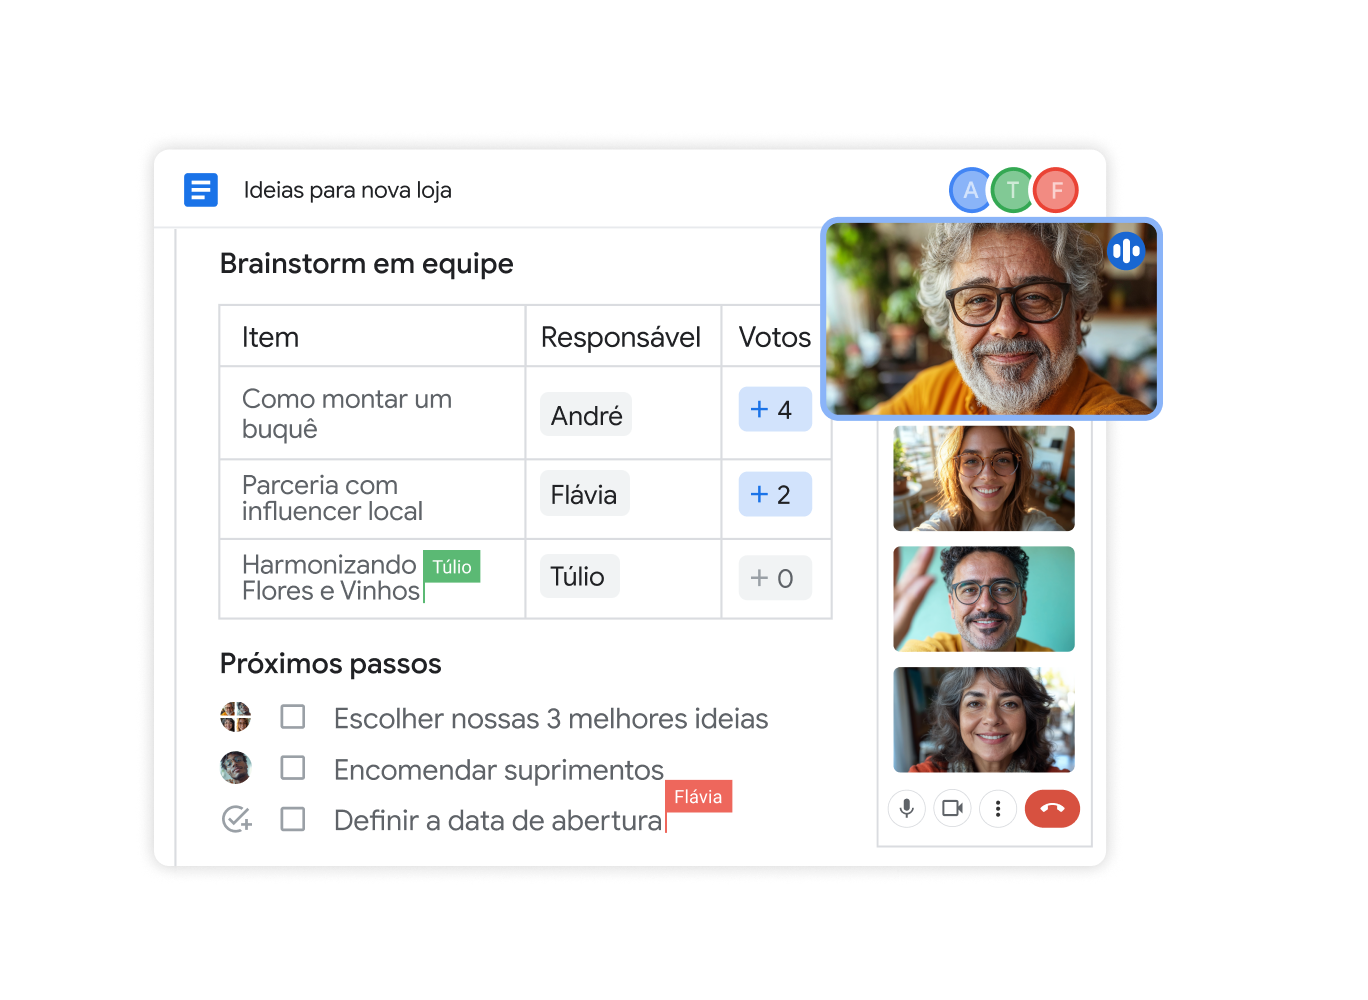 Ideias para nova loja
A T F
Brainstorm em equipe
Item Responsável Votos
Como montar um
buquê
André
+ 4
Parceria com
influencer local
Flávia
+ 2
Harmonizando
Flores e Vinhos
Túlio
Túlio
+ 0
Próximos passos
Escolher nossas 3 melhores ideias
Encomendar suprimentos
Definir a data de abertura
Flávia